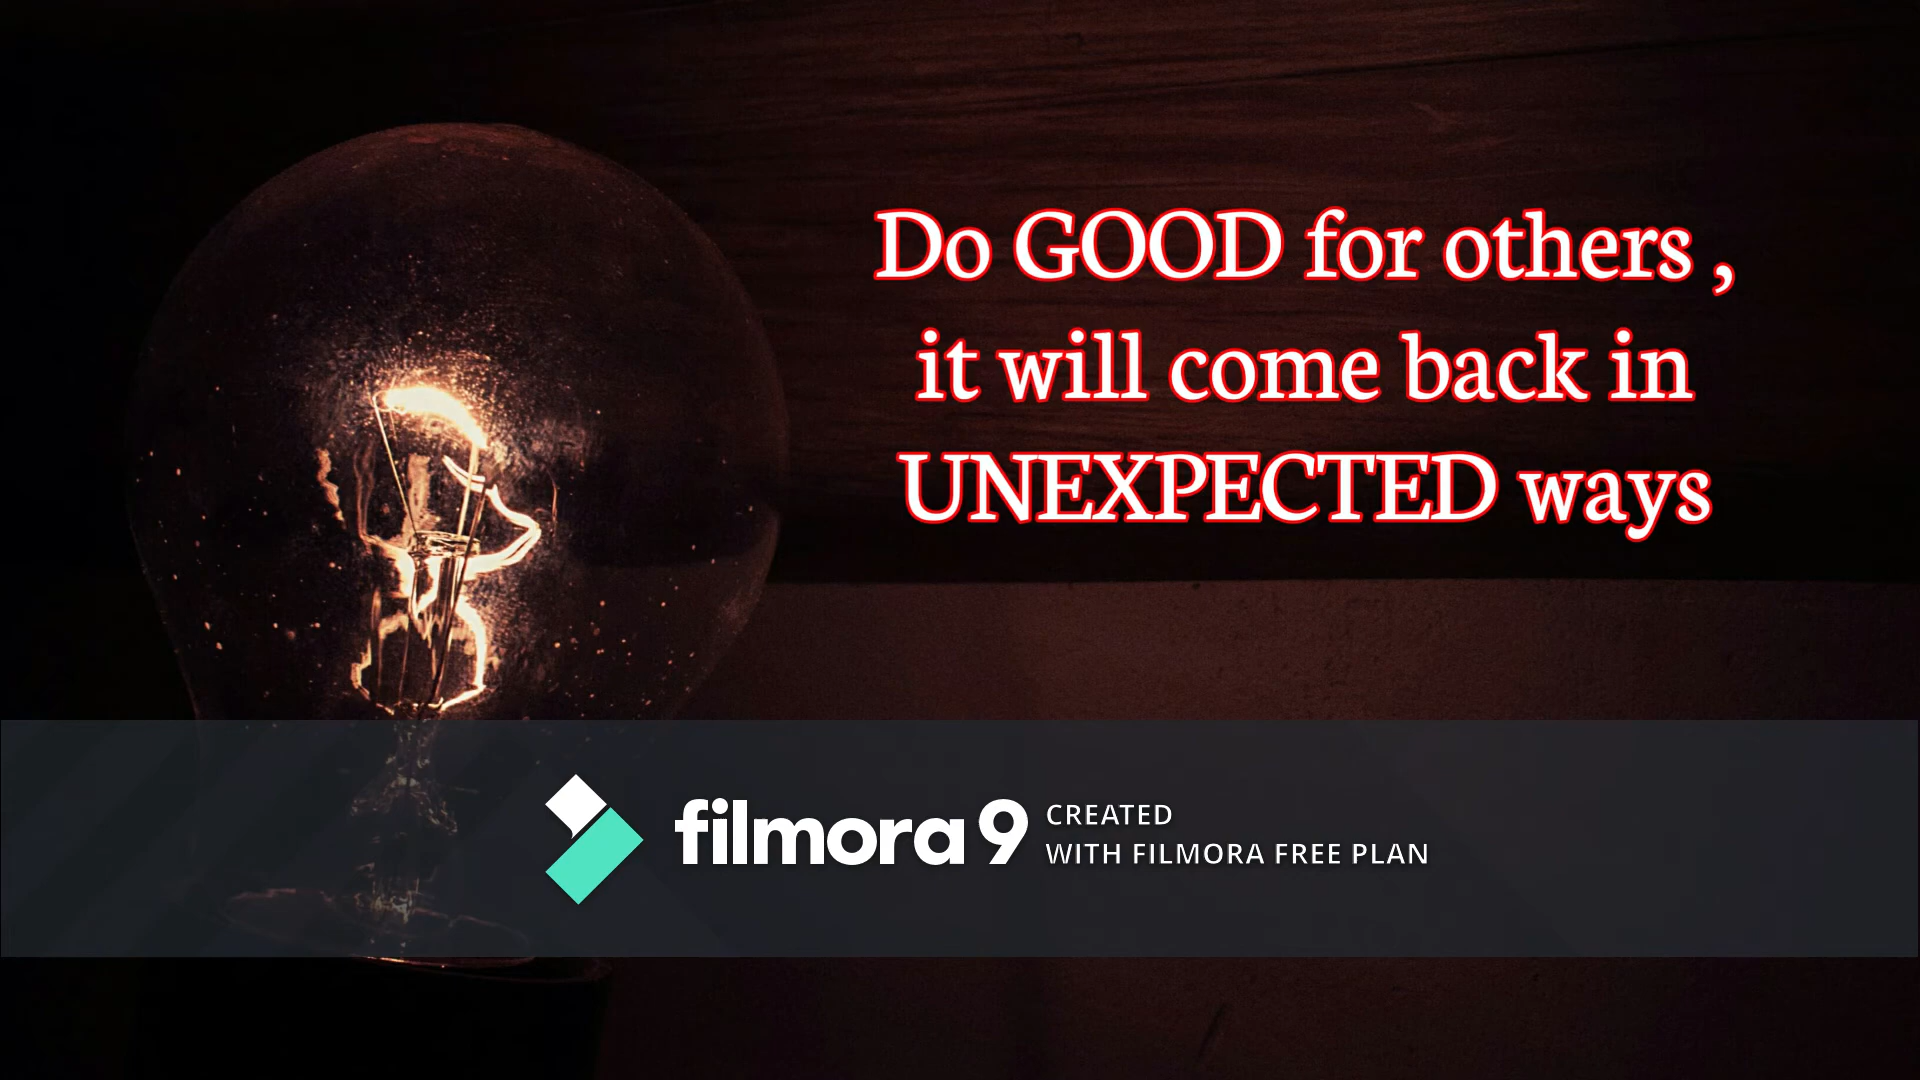 Do GOOD for others ,
it will come back in
UNEXPECTED ways
filmora 9
CREATED
WITH FILMORA FREE PLAN